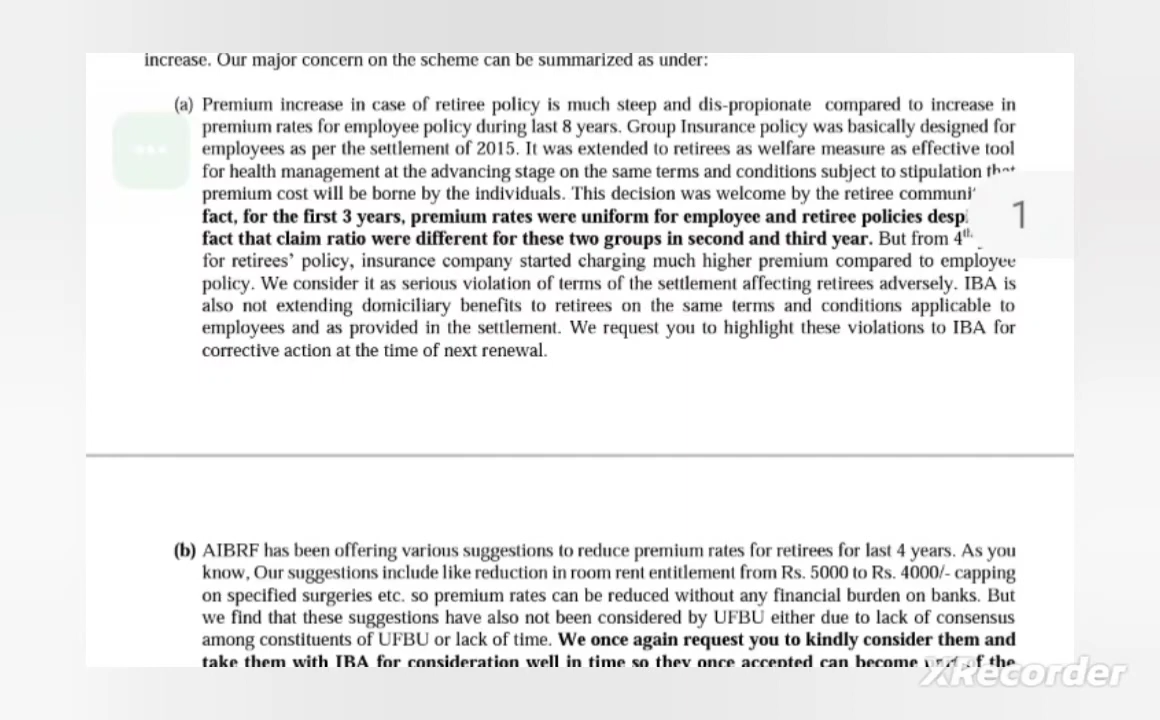 increase. Our major concern on the scheme can be summarized as under:
(a) Premium increase in case of retiree policy is much steep and dis-propionate compared to increase in
premium rates for employee policy during last 8 years. Group Insurance policy was basically designed for
employees as per the settlement of 2015. It was extended to retirees as welfare measure as effective tool
for health management at the advancing stage on the same terms and conditions subject to stipulation that
premium cost will be borne by the individuals. This decision was welcome by the retiree
fact, for the first 3 years, premium rates were uniform for employee and retiree policies
1
fact that claim ratio were different for these two groups in second and third year. But from 4th
for retirees' policy, insurance company started charging much higher premium compared to employee
policy. We consider it as serious violation of terms of the settlement affecting retirees adversely. IBA is
also not extending domiciliary benefits to retirees on the same terms and conditions applicable to
employees and as provided in the settlement. We request you to highlight these violations to IBA for
corrective action at the time of next renewal.
(b) AIBRF has been offering various suggestions to reduce premium rates for retirees for last 4 years. As you
know, Our suggestions include like reduction in room rent entitlement from Rs. 5000 to Rs. 4000/- capping
on specified surgeries etc. so premium rates can be reduced without any financial burden on banks. But
we find that these suggestions have also not been considered by UFBU either due to lack of consensus
among constituents of UFBU or lack of time. We once again request you to kindly consider them and
take them with IBA for consideration well in time so they once accepted can become part of the
XRecorder